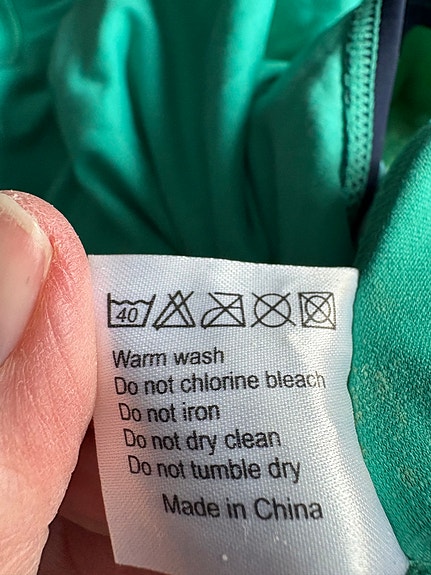 40
Warm wash
Do not chlorine bleach
Do not iron
Do not dry clean
Do not tumble dry
Made in China